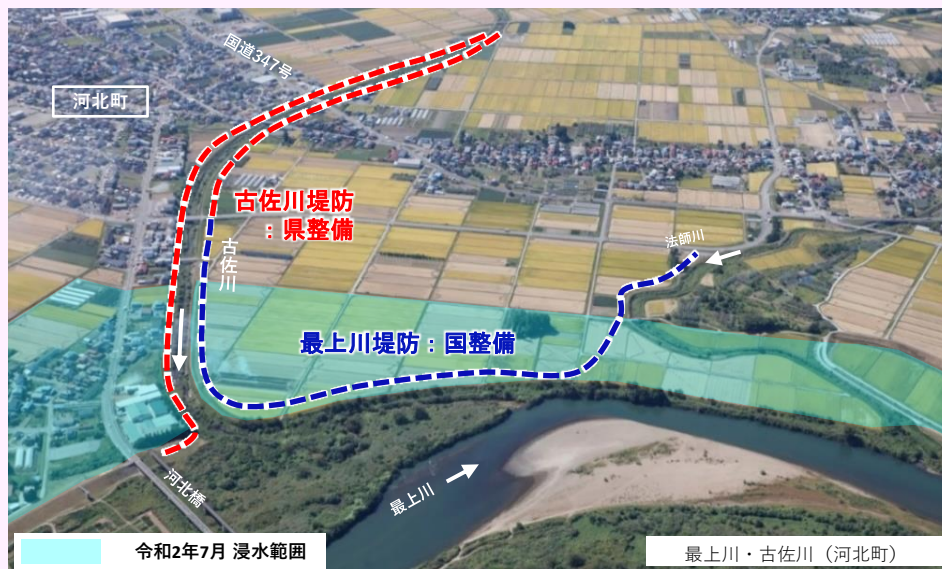 国道347号
河北町
古佐川堤防
：県整備
古佐川
法師川
最上川堤防：国整備
河北橋
最上川
令和2年7月 浸水範囲
最上川・古佐川（河北町）